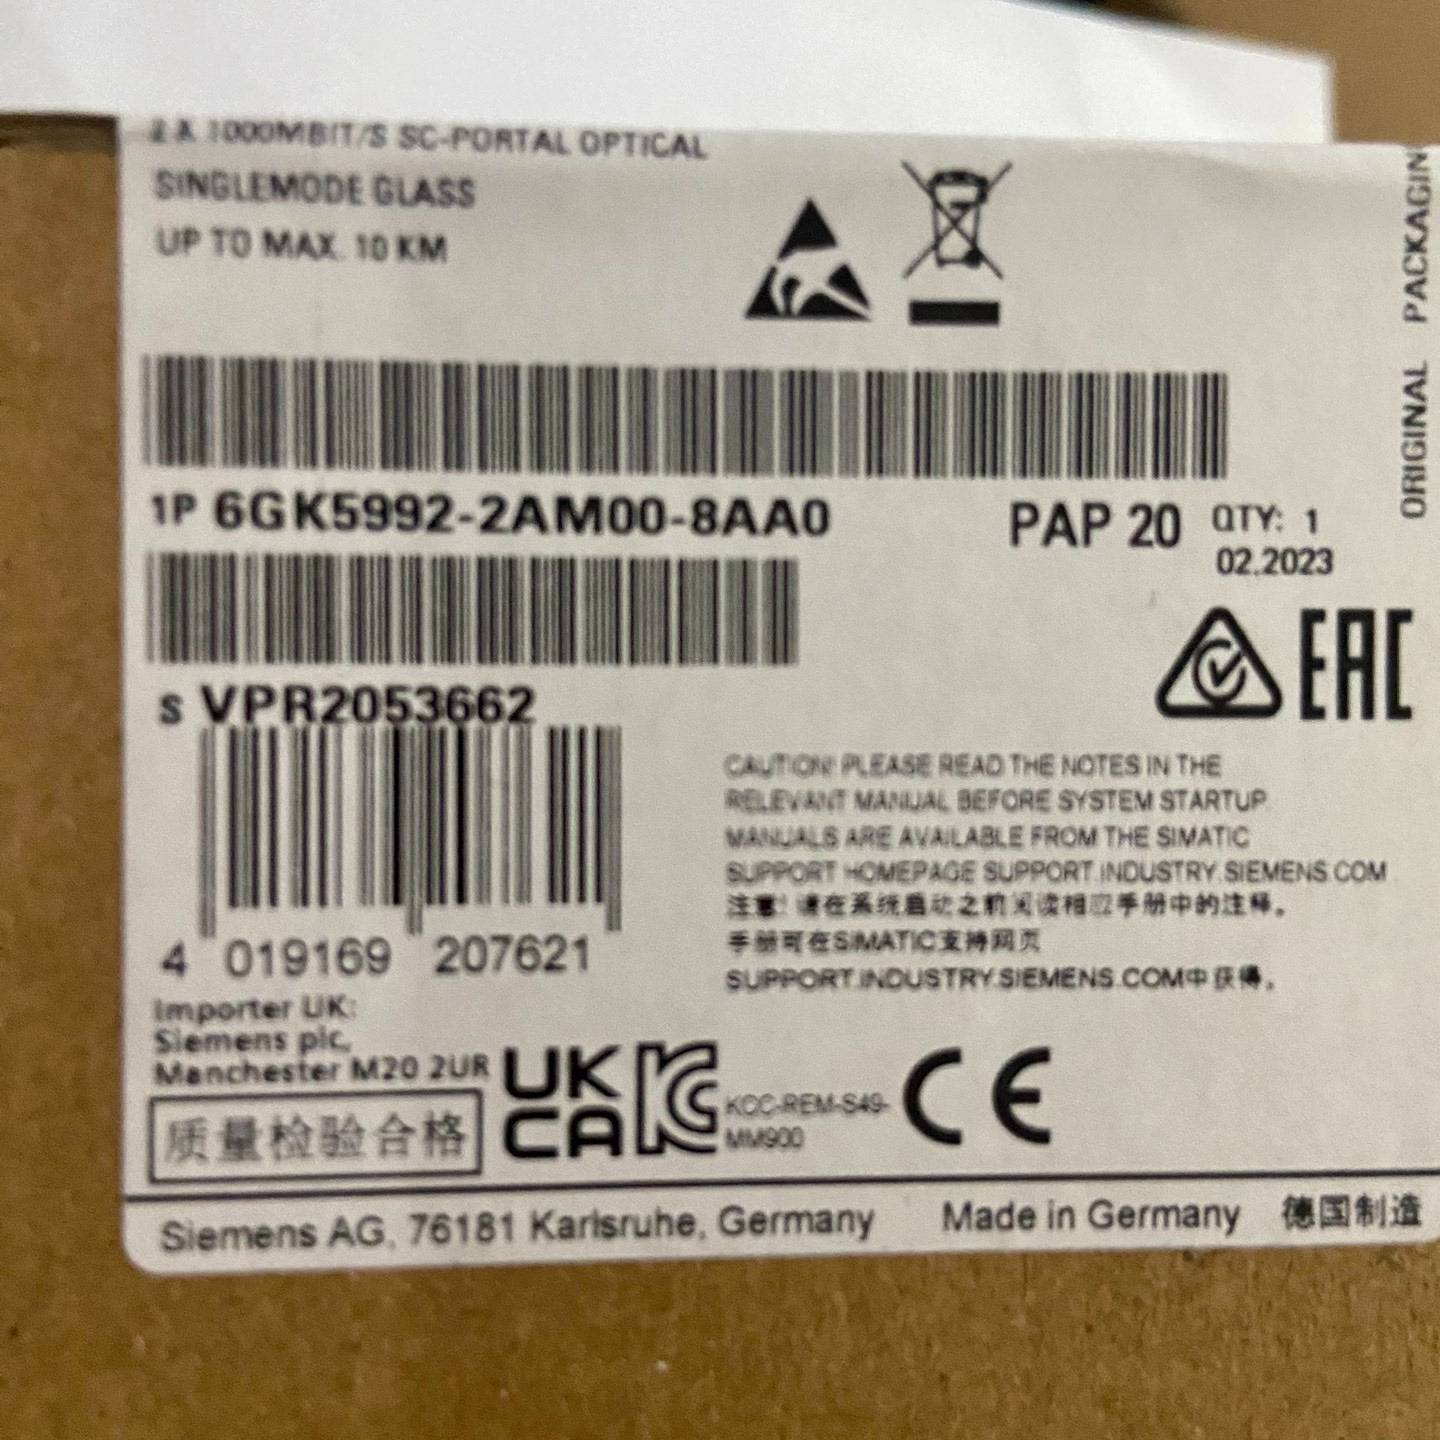 2 X 1000MBIT/S SC-PORTAL OPTICAL
SINGLEMODE GLASS
UP TO MAX. 10 KM
ORIGINAL PACKAGIN
1P 6GK5992-2AM00-8AA0
PAP 20
QTY: 1
02.2023
S VPR2053662
EAC
4 019169 207621
CAUTION! PLEASE READ THE NOTES IN THE
RELEVANT MANUAL BEFORE SYSTEM STARTUP
MANUALS ARE AVAILABLE FROM THE SIMATIC
SUPPORT HOMEPAGE SUPPORT.INDUSTRY.SIEMENS.COM
注意! 请在系统启动之前阅读相应手册中的注释。
手册可在SIMATIC支持网页
SUPPORT.INDUSTRY.SIEMENS.COM中获得。
Importer UK:
Siemens plc,
Manchester M20 2UR
质量检验合格
UK
CA
KCC-REM-S49-
MM900
CE
Siemens AG, 76181 Karlsruhe, Germany
Made in Germany 德国制造